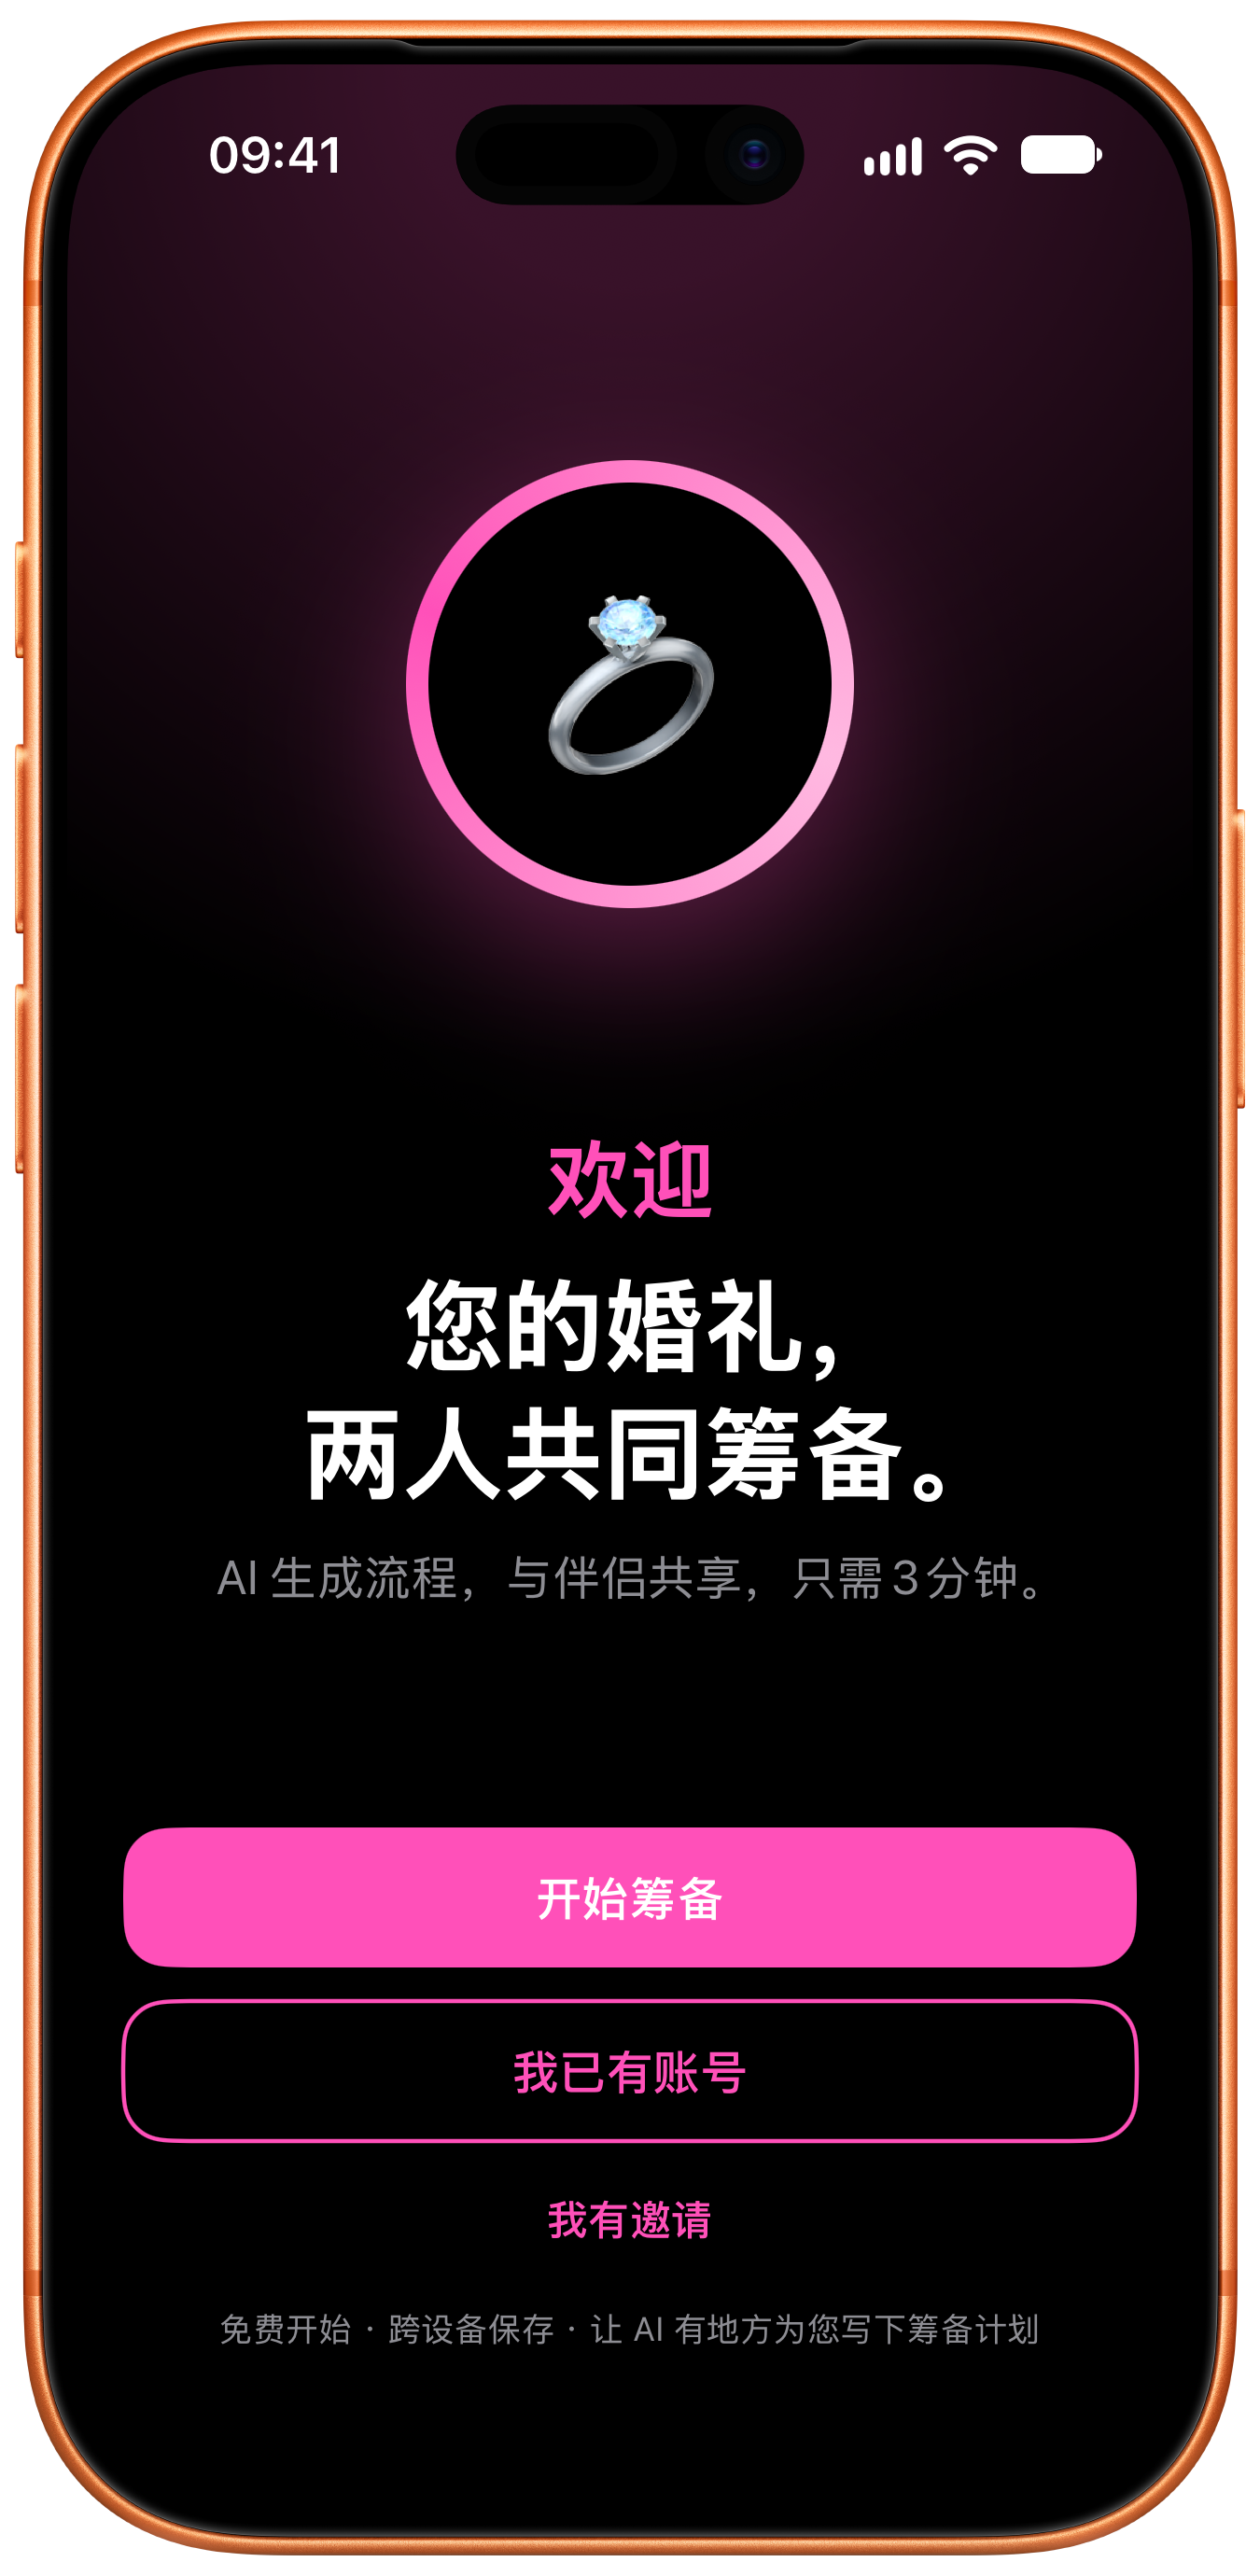 09:41
欢迎
您的婚礼，
两人共同筹备。
AI 生成流程，与伴侣共享，只需 3 分钟。
开始筹备
我已有账号
我有邀请
免费开始 · 跨设备保存 · 让 AI 有地方为您写下筹备计划